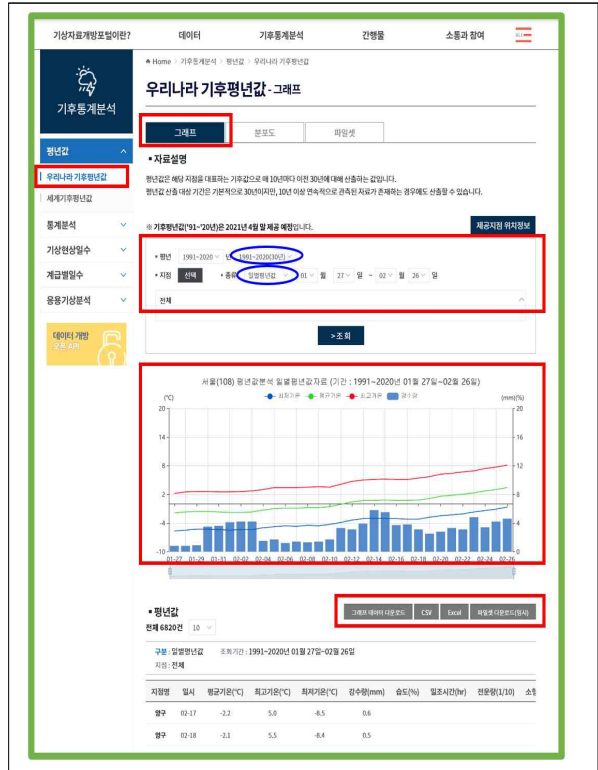 기상자료개방포털이란? 데이터 기후통계분석 간행물 소통과 참여
Home > 기후통계분석 > 평년값 > 우리나라 기후평년값
기후통계분석
우리나라 기후평년값 - 그래프
그래프 분포도 파일셋
평년값
우리나라 기후평년값
세계기후평년값
통계분석
기상현상일수
계급별일수
응용기상분석
데이터 개방
오픈 API
▪ 자료설명
평년값은 해당 지점을 대표하는 기후값으로 매 10년마다 이전 30년에 대해 산출하는 값입니다.
평년값 산출 대상 기간은 기본적으로 30년이지만, 10년 이상 연속적으로 관측된 자료가 존재하는 경우에도 산출할 수 있습니다.
※ 기후평년값('91~'20년)은 2021년 4월 말 제공 예정입니다.
제공지점 위치정보
• 평년 1991~2020 년 1991~2020(30년)
• 지점 선택 • 종류 일별평년값 01 월 27 일 ~ 02 월 26 일
전체
>조회
서울(108) 평년값분석 일별평년값자료 (기간 : 1991~2020년 01월 27일~02월 26일)
최저기온 평균기온 최고기온 강수량
(℃) (mm)(%)
20 20
14 16
8 12
2 8
-4 4
-10 0
01-27 01-29 01-31 02-02 02-04 02-06 02-08 02-10 02-12 02-14 02-16 02-18 02-20 02-22 02-24 02-26
▪ 평년값
그래프 데이터 다운로드 CSV Excel 파일셋 다운로드(일시)
전체 6820건 10
구분 : 일별평년값 조회기간 : 1991~2020년 01월 27일~02월 26일
지점 : 전체
지점명 일시 평균기온(℃) 최고기온(℃) 최저기온(℃) 강수량(mm) 습도(%) 일조시간(hr) 전운량(1/10) 소형
양구 02-17 -2.2 5.0 -8.5 0.6
양구 02-18 -2.1 5.5 -8.4 0.5